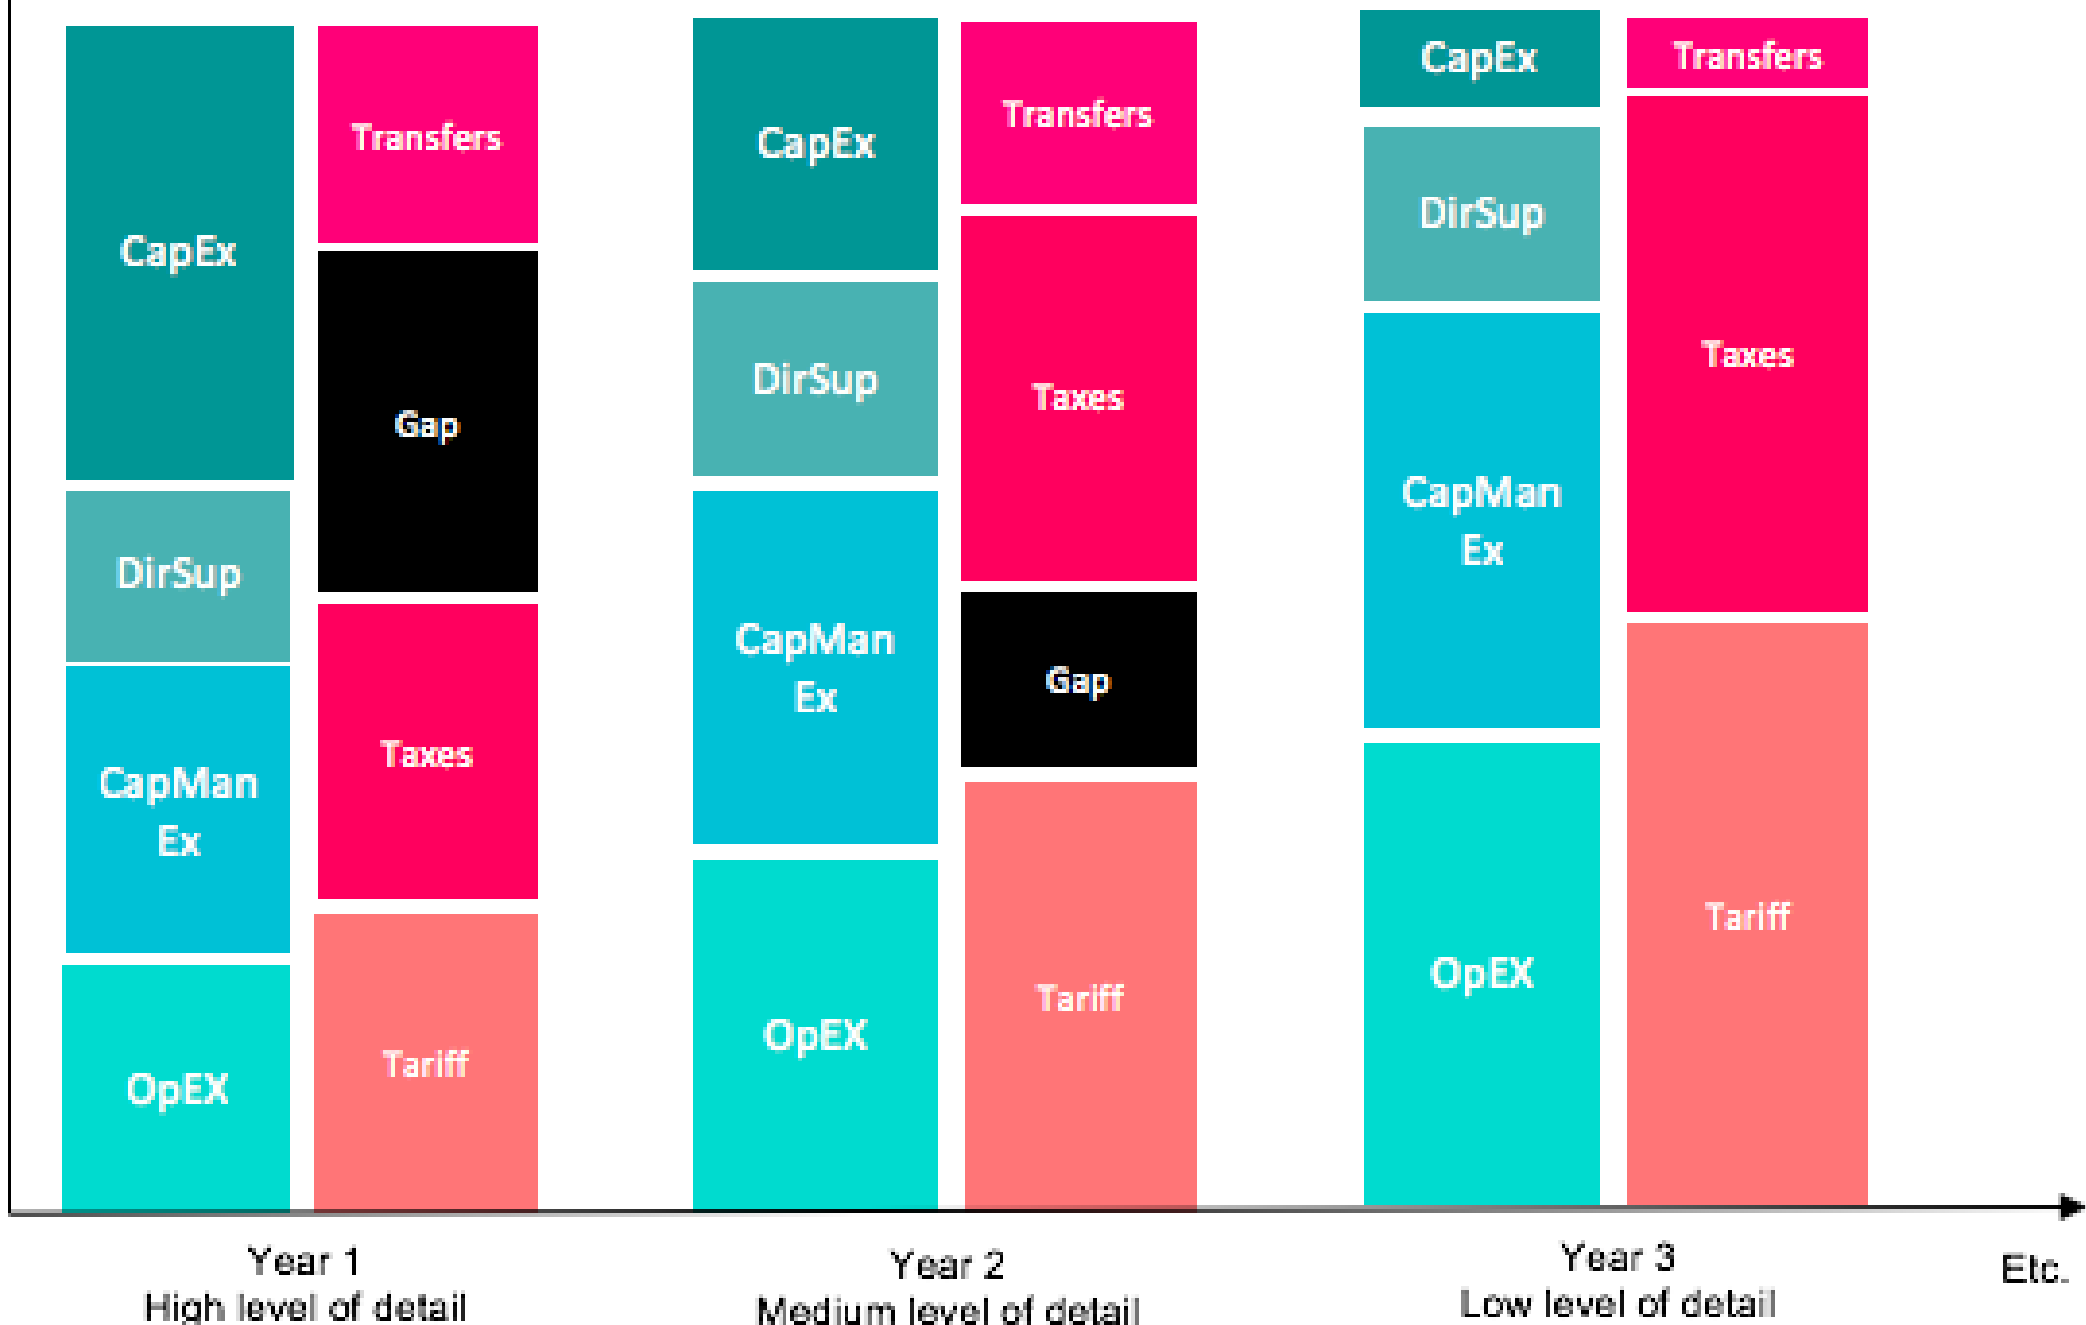 CapEx
DirSup
CapMan
Ex
OpEX
Transfers
Gap
Taxes
Tariff
CapEx
DirSup
CapMan
Ex
OpEX
Transfers
Taxes
Gap
Tariff
CapEx
DirSup
CapMan
Ex
OpEX
Transfers
Taxes
Tariff
Year 1
High level of detail
Year 2
Medium level of detail
Year 3
Low level of detail
Etc.